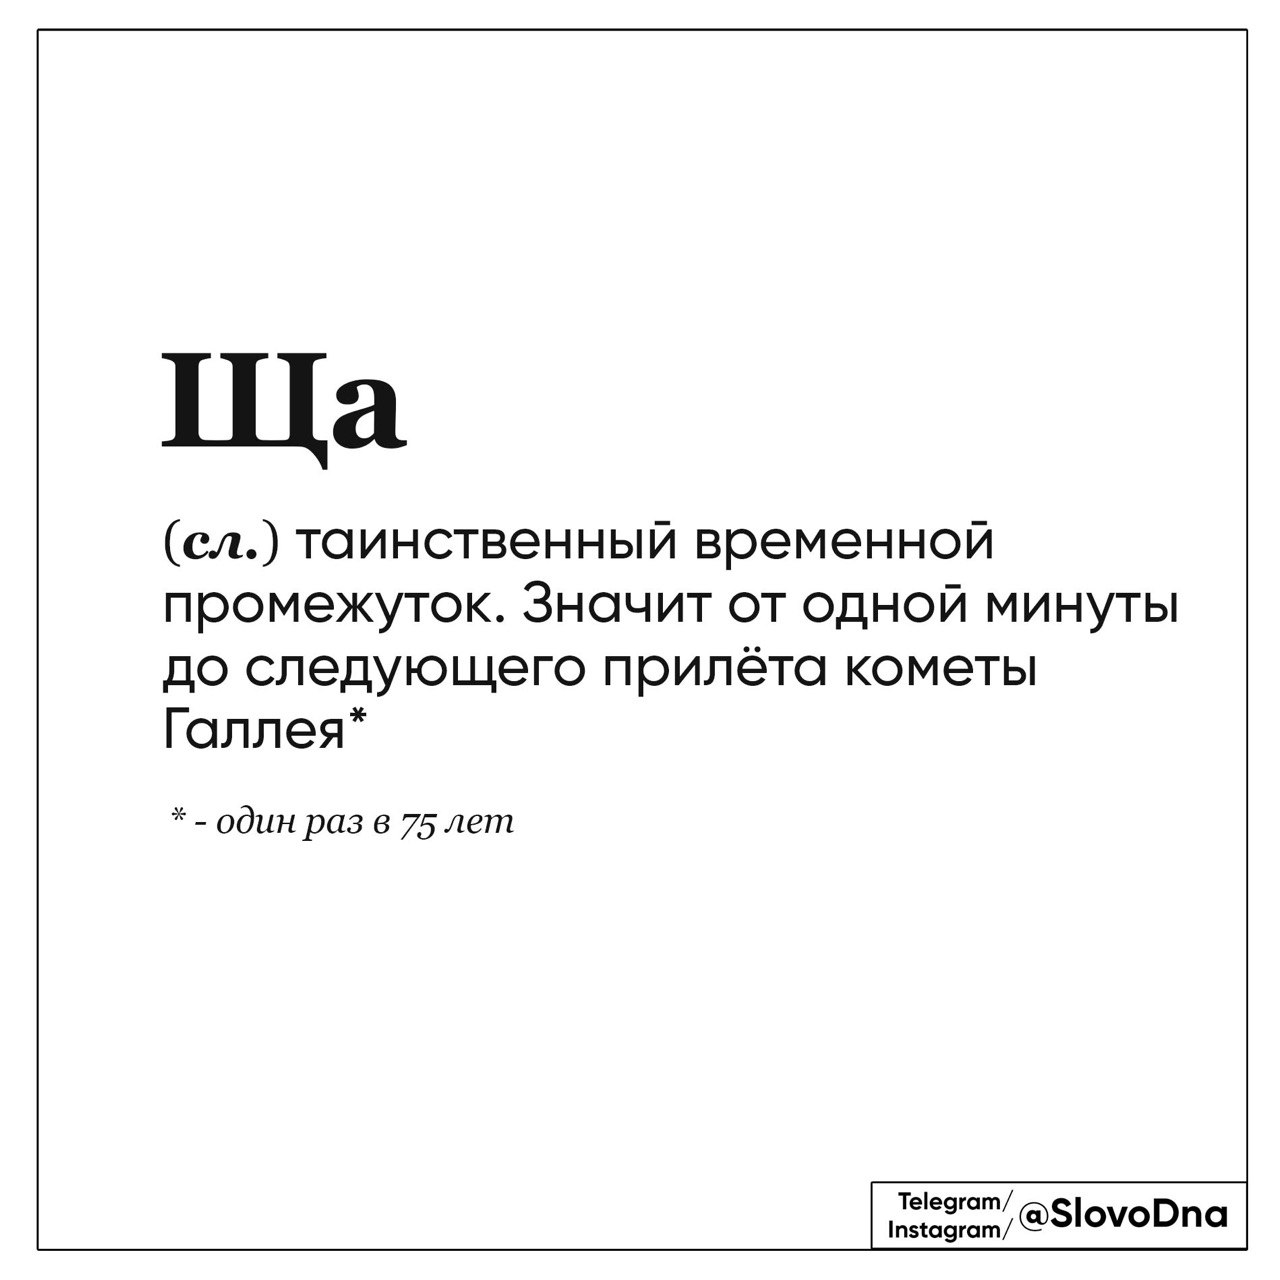 Ща
(сл.) таинственный временной
промежуток. Значит от одной минуты
до следующего прилёта кометы
Галлея*
* - один раз в 75 лет
Telegram/
Instagram/ @SlovoDna